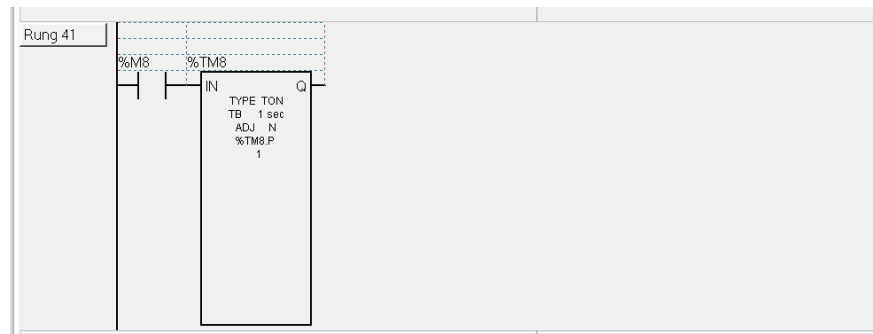 Rung 41
%M8 %TM8
IN Q
TYPE TON
TB 1 sec
ADJ N
%TM8.P
1